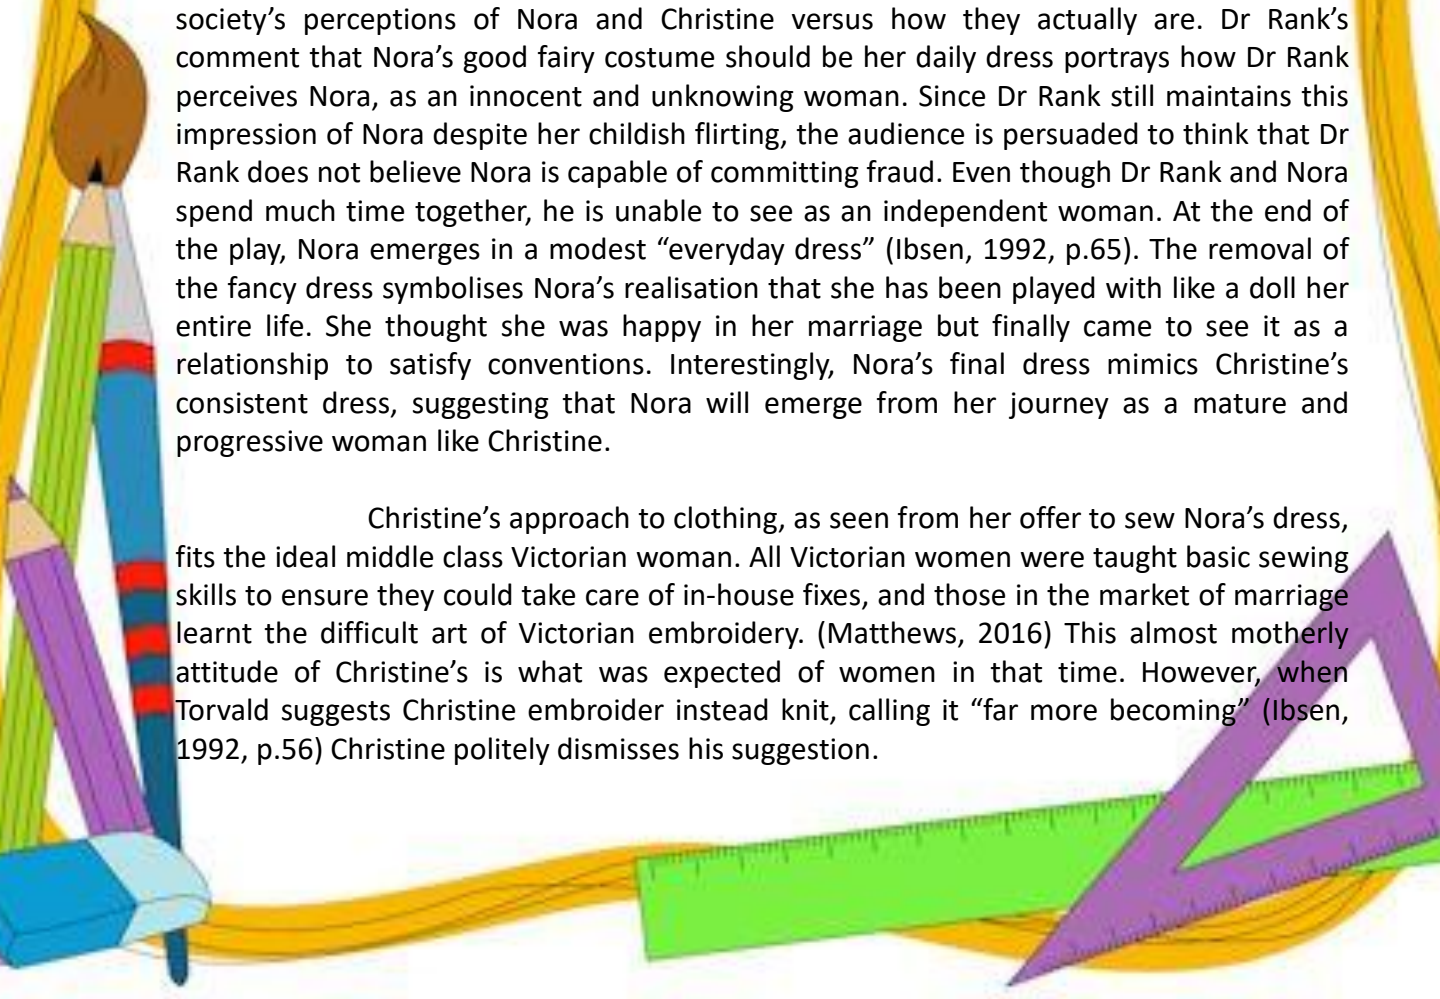 society’s perceptions of Nora and Christine versus how they actually are. Dr Rank’s
comment that Nora’s good fairy costume should be her daily dress portrays how Dr Rank
perceives Nora, as an innocent and unknowing woman. Since Dr Rank still maintains this
impression of Nora despite her childish flirting, the audience is persuaded to think that Dr
Rank does not believe Nora is capable of committing fraud. Even though Dr Rank and Nora
spend much time together, he is unable to see as an independent woman. At the end of
the play, Nora emerges in a modest “everyday dress” (Ibsen, 1992, p.65). The removal of
the fancy dress symbolises Nora’s realisation that she has been played with like a doll her
entire life. She thought she was happy in her marriage but finally came to see it as a
relationship to satisfy conventions. Interestingly, Nora’s final dress mimics Christine’s
consistent dress, suggesting that Nora will emerge from her journey as a mature and
progressive woman like Christine.
Christine’s approach to clothing, as seen from her offer to sew Nora’s dress,
fits the ideal middle class Victorian woman. All Victorian women were taught basic sewing
skills to ensure they could take care of in-house fixes, and those in the market of marriage
learnt the difficult art of Victorian embroidery. (Matthews, 2016) This almost motherly
attitude of Christine’s is what was expected of women in that time. However, when
Torvald suggests Christine embroider instead knit, calling it “far more becoming” (Ibsen,
1992, p.56) Christine politely dismisses his suggestion.